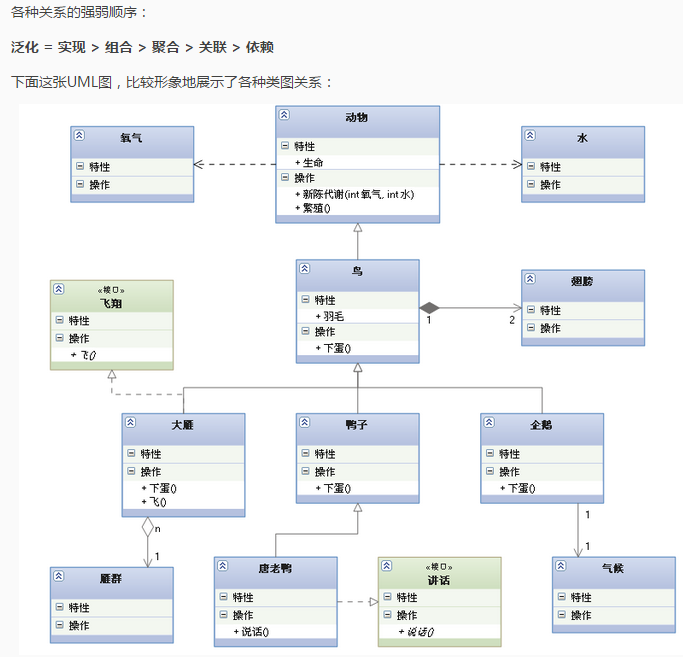 各种关系的强弱顺序：
泛化 = 实现 > 组合 > 聚合 > 关联 > 依赖
下面这张UML图，比较形象地展示了各种类图关系：
动物
特性
+ 生命
操作
+ 新陈代谢(int 氧气, int 水)
+ 繁殖()
氧气
特性
操作
水
特性
操作
鸟
特性
+ 羽毛
操作
+ 下蛋()
1
2
翅膀
特性
操作
«接口»
飞翔
特性
操作
+ 飞()
大雁
特性
操作
+ 下蛋()
+ 飞()
鸭子
特性
操作
+ 下蛋()
企鹅
特性
操作
+ 下蛋()
n
1
1
1
雁群
特性
操作
唐老鸭
特性
操作
+ 说话()
«接口»
讲话
特性
操作
+ 说话()
气候
特性
操作